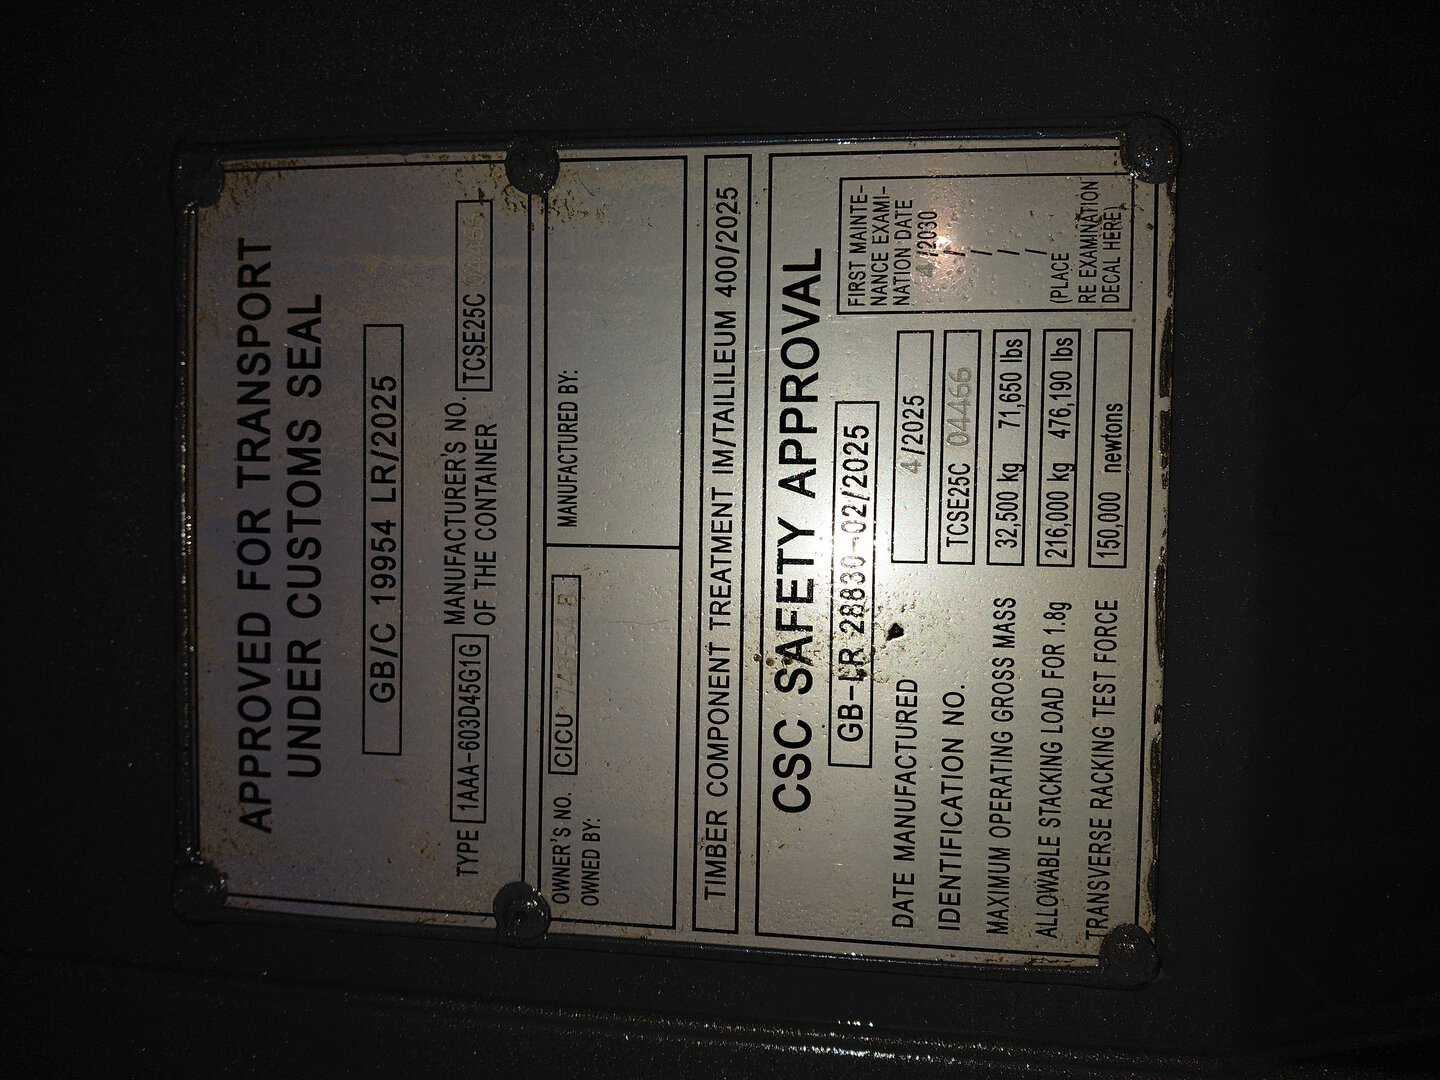 APPROVED FOR TRANSPORT
UNDER CUSTOMS SEAL
GB/C 19954 LR/2025
TYPE 1AAA-603D45G1G MANUFACTURER'S NO.
OF THE CONTAINER TCSE25C 04466
OWNER'S NO. CICU
OWNED BY:
MANUFACTURED BY:
TIMBER COMPONENT TREATMENT IM/TAILILEUM 400/2025
CSC SAFETY APPROVAL
GB-LR 28830-02/2025
DATE MANUFACTURED 4/2025
IDENTIFICATION NO. TCSE25C 04466
MAXIMUM OPERATING GROSS MASS 32,500 kg 71,650 lbs
ALLOWABLE STACKING LOAD FOR 1.8g 216,000 kg 476,190 lbs
TRANSVERSE RACKING TEST FORCE 150,000 newtons
FIRST MAINTE-
NANCE EXAMI-
NATION DATE
4/2030
/
/
/
/
(PLACE
RE EXAMINATION
DECAL HERE)